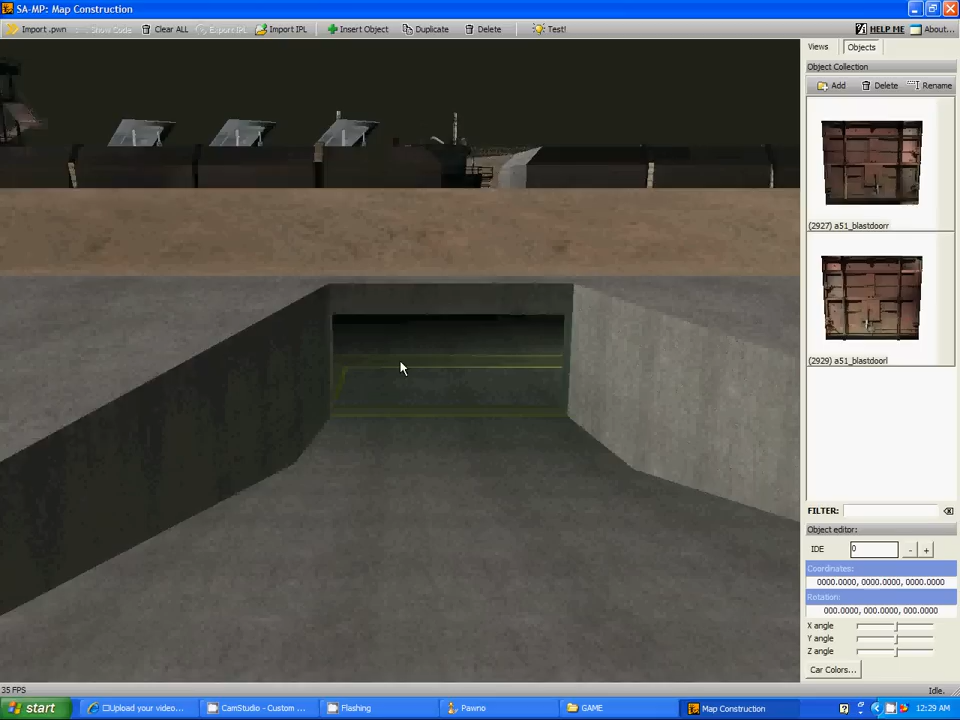 SA-MP: Map Construction
Import .pwn Show Code Clear ALL Export IPL Import IPL Insert Object Duplicate Delete Test! HELP ME About...
Views Objects
Object Collection
Add Delete Rename
(2927) a51_blastdoorr
(2929) a51_blastdoorl
FILTER:
Object editor:
IDE 0 - +
Coordinates:
0000.0000, 0000.0000, 0000.0000
Rotation:
000.0000, 000.0000, 000.0000
X angle
Y angle
Z angle
Car Colors...
35 FPS Idle.
start Upload your video... CamStudio - Custom ... Flashing Pawno GAME Map Construction 12:29 AM